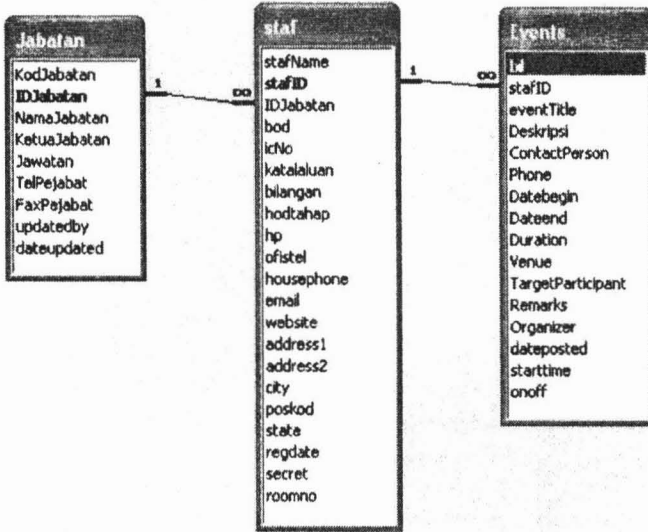 Jabatan
KodJabatan
IDJabatan
NamaJabatan
KetuaJabatan
Jawatan
TelPejabat
FaxPejabat
updatedby
dateupdated
1
∞
staf
stafName
stafID
IDJabatan
bod
icNo
katalaluan
bilangan
hodtahap
hp
ofistel
housephone
email
website
address1
address2
city
poskod
state
regdate
secret
roomno
1
∞
Events
stafID
eventTitle
Deskripsi
ContactPerson
Phone
Datebegin
Dateend
Duration
Venue
TargetParticipant
Remarks
Organizer
dateposted
starttime
onoff